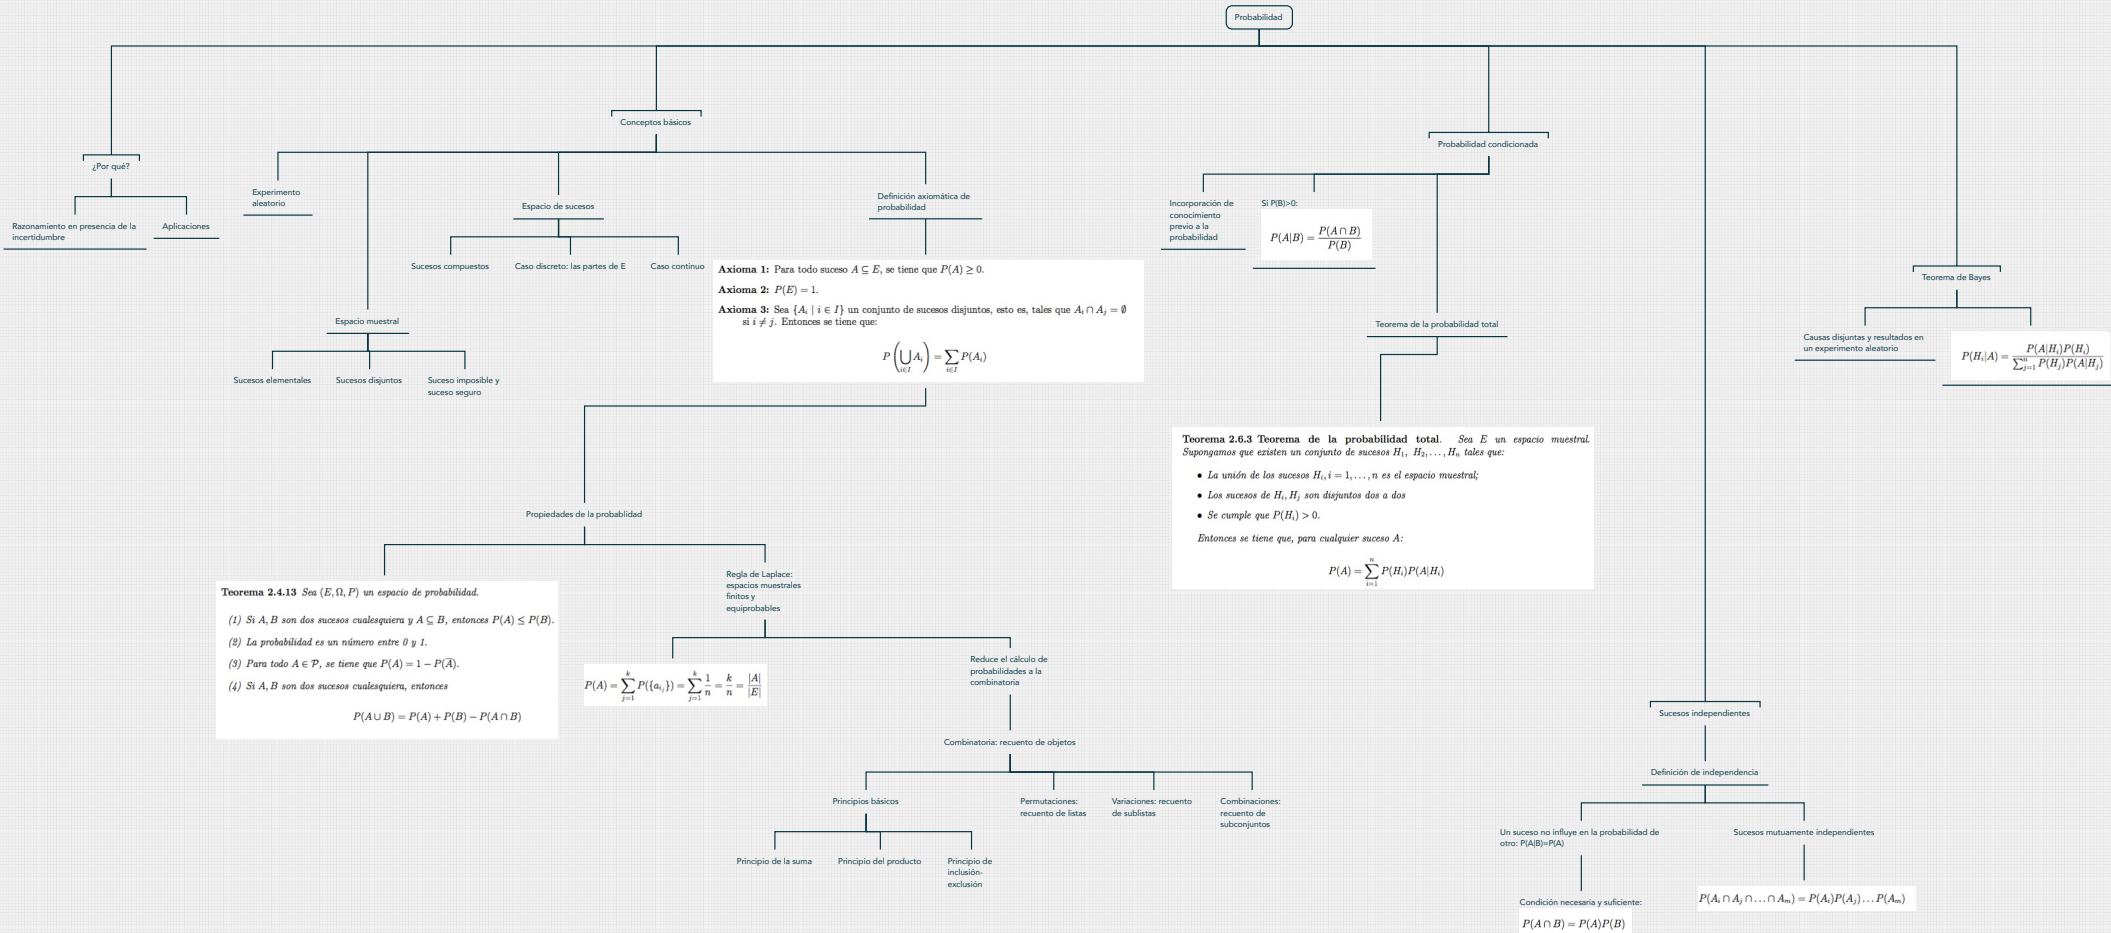 Probabilidad
¿Por qué?
Razonamiento en presencia de la
incertidumbre
Aplicaciones
Conceptos básicos
Experimento
aleatorio
Espacio muestral
Sucesos elementales
Sucesos disjuntos
Suceso imposible y
suceso seguro
Espacio de sucesos
Sucesos compuestos
Caso discreto: las partes de E
Caso continuo
Definición axiomática de
probabilidad
Axioma 1: Para todo suceso A ⊆ E, se tiene que P(A) ≥ 0.
Axioma 2: P(E) = 1.
Axioma 3: Sea {A_i | i ∈ I} un conjunto de sucesos disjuntos, esto es, tales que A_i ∩ A_j = ∅
si i ≠ j. Entonces se tiene que:
P(⋃_{i∈I} A_i) = ∑_{i∈I} P(A_i)
Propiedades de la probablidad
Teorema 2.4.13 Sea (E, Ω, P) un espacio de probabilidad.
(1) Si A, B son dos sucesos cualesquiera y A ⊆ B, entonces P(A) ≤ P(B).
(2) La probabilidad es un número entre 0 y 1.
(3) Para todo A ∈ 𝒫, se tiene que P(A) = 1 − P(A̅).
(4) Si A, B son dos sucesos cualesquiera, entonces
P(A ∪ B) = P(A) + P(B) − P(A ∩ B)
Regla de Laplace:
espacios muestrales
finitos y
equiprobables
P(A) = ∑_{j=1}^{k} P({a_{i_j}}) = ∑_{j=1}^{k} 1/n = k/n = |A|/|E|
Reduce el cálculo de
probabilidades a la
combinatoria
Combinatoria: recuento de objetos
Principios básicos
Principio de la suma
Principio del producto
Principio de
inclusión-
exclusión
Permutaciones:
recuento de listas
Variaciones: recuento
de sublistas
Combinaciones:
recuento de
subconjuntos
Probabilidad condicionada
Incorporación de
conocimiento
previo a la
probabilidad
Si P(B)>0:
P(A|B) = P(A ∩ B)/P(B)
Teorema de la probabilidad total
Teorema 2.6.3 Teorema de la probabilidad total. Sea E un espacio muestral.
Supongamos que existen un conjunto de sucesos H_1, H_2, . . . , H_n tales que:
• La unión de los sucesos H_i, i = 1, . . . , n es el espacio muestral;
• Los sucesos de H_i, H_j son disjuntos dos a dos
• Se cumple que P(H_i) > 0.
Entonces se tiene que, para cualquier suceso A:
P(A) = ∑_{i=1}^{n} P(H_i)P(A|H_i)
Sucesos independientes
Definición de independencia
Un suceso no influye en la probabilidad de
otro: P(A|B)=P(A)
Condición necesaria y suficiente:
P(A ∩ B) = P(A)P(B)
Sucesos mutuamente independientes
P(A_i ∩ A_j ∩ . . . ∩ A_m) = P(A_i)P(A_j) . . . P(A_m)
Teorema de Bayes
Causas disjuntas y resultados en
un experimento aleatorio
P(H_i|A) = P(A|H_i)P(H_i) / ∑_{j=1}^{n} P(H_j)P(A|H_j)